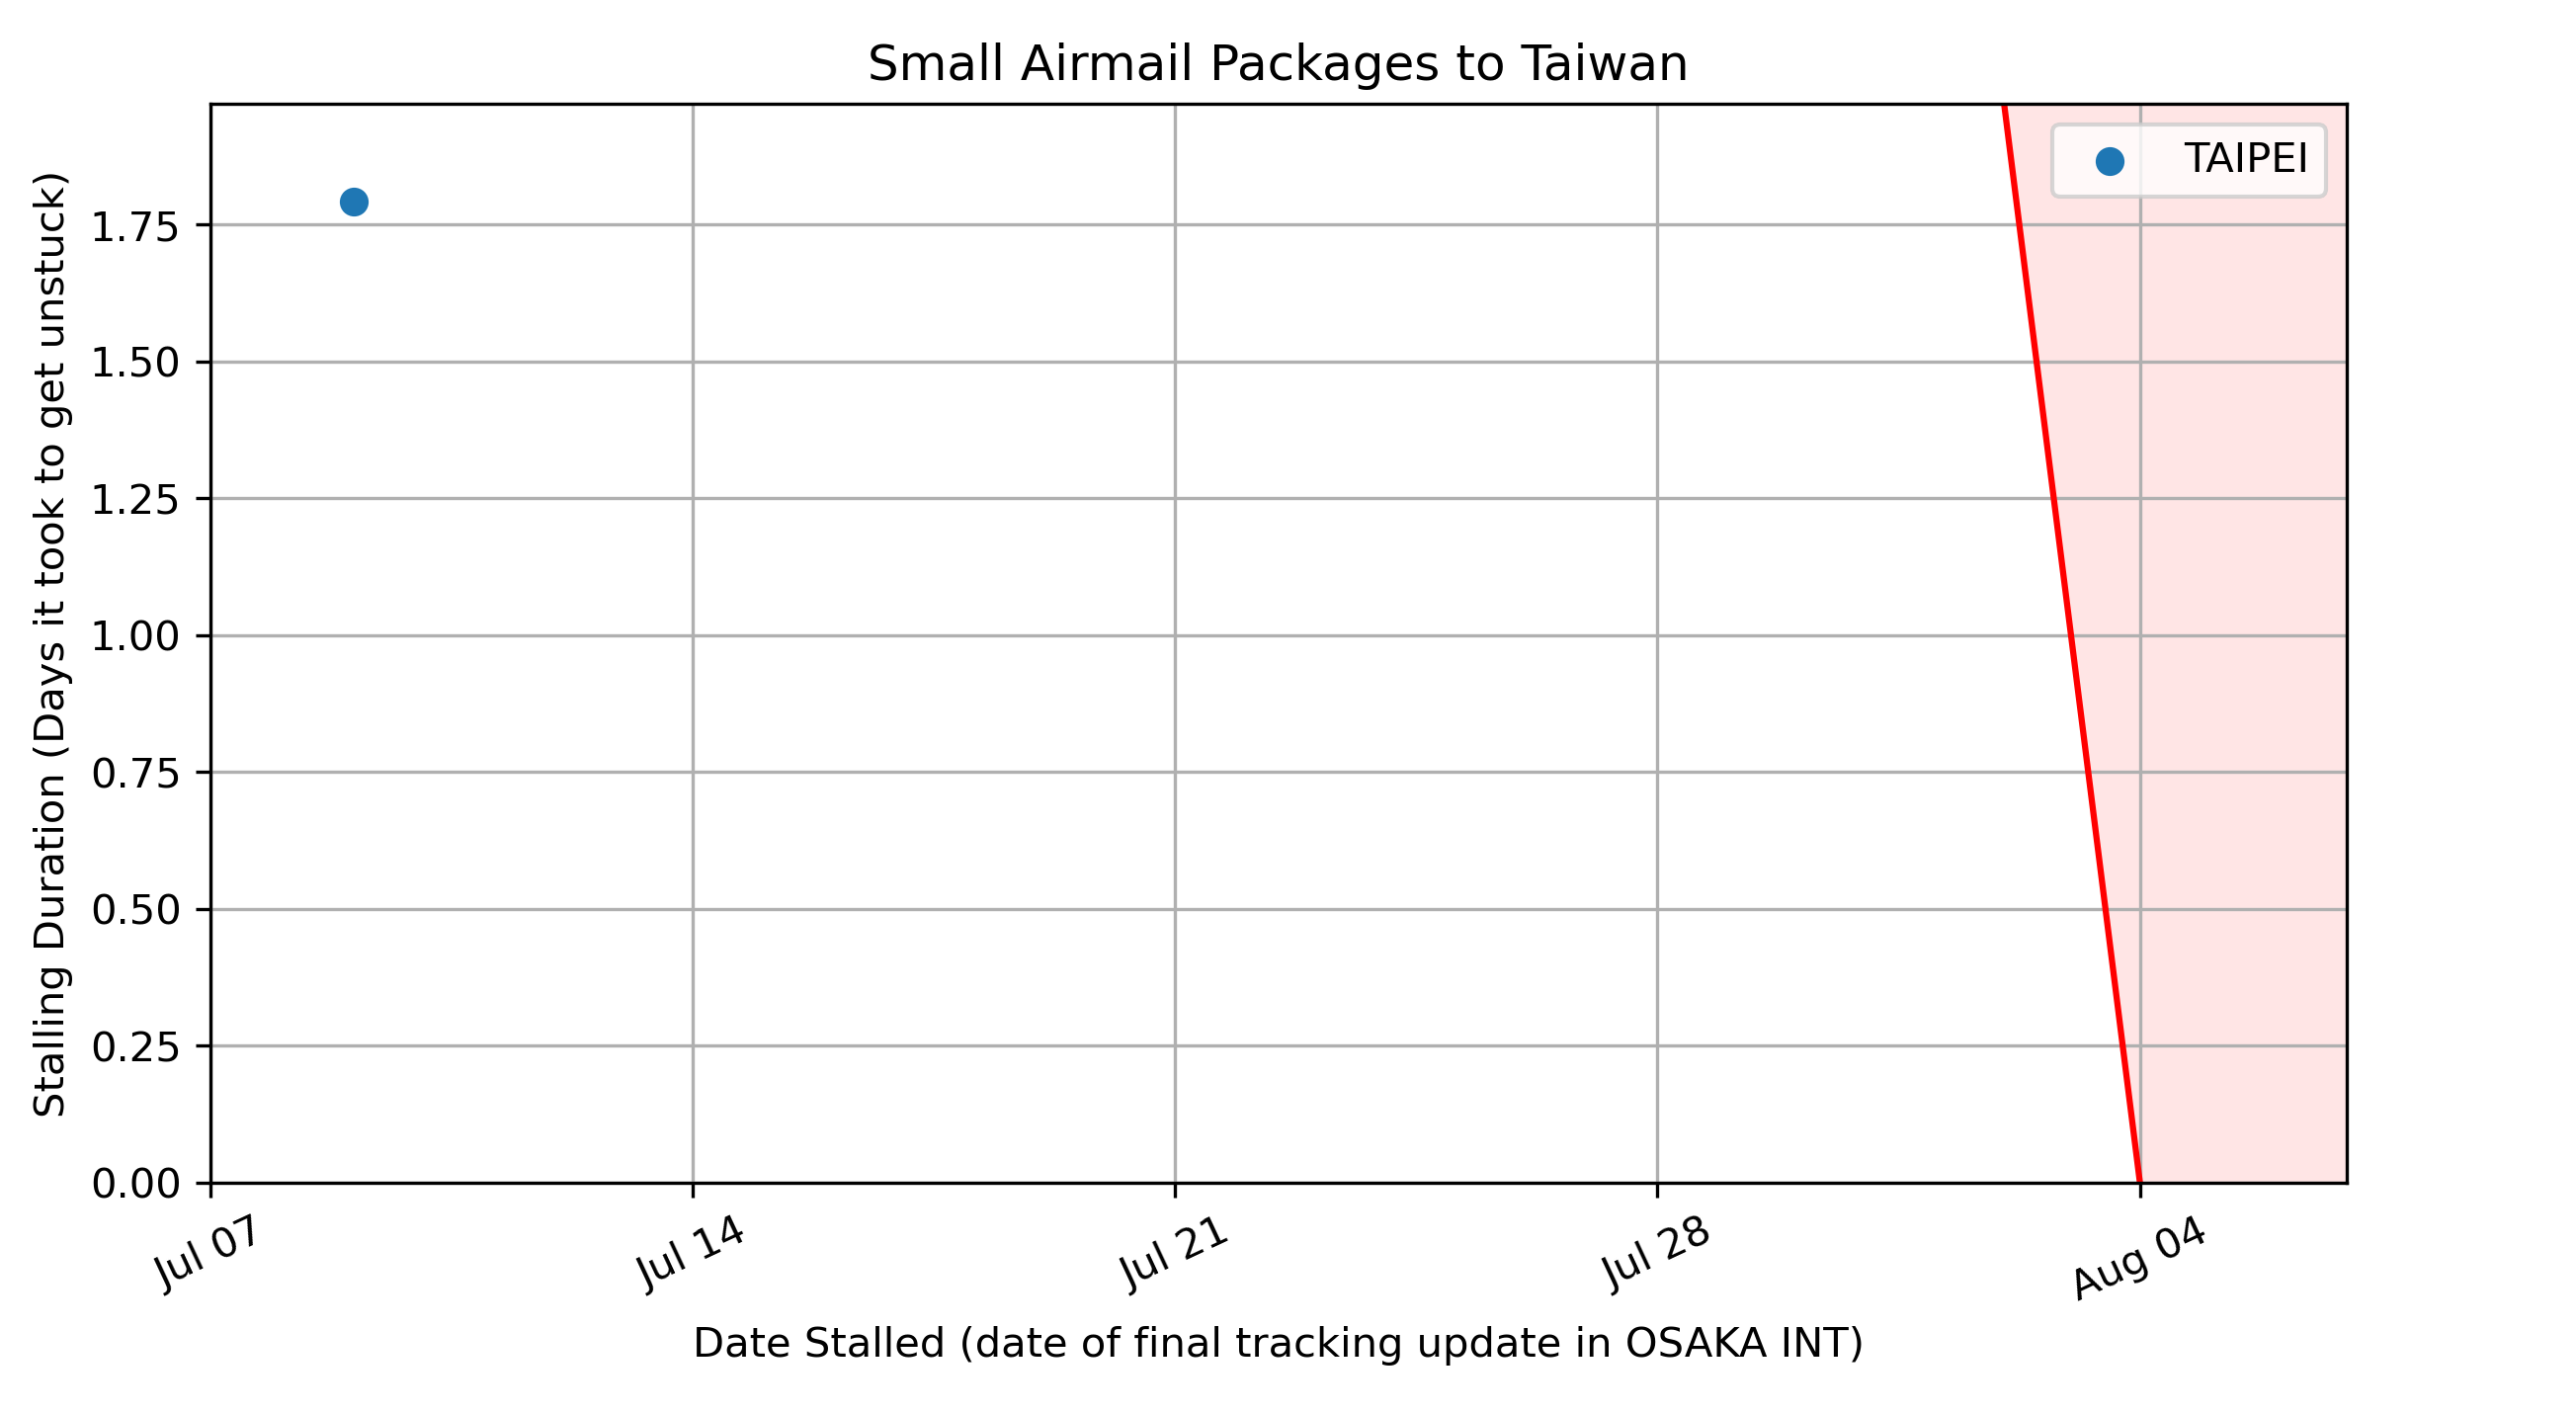 Small Airmail Packages to Taiwan
TAIPEI
Stalling Duration (Days it took to get unstuck)
1.75
1.50
1.25
1.00
0.75
0.50
0.25
0.00
Jul 07
Jul 14
Jul 21
Jul 28
Aug 04
Date Stalled (date of final tracking update in OSAKA INT)